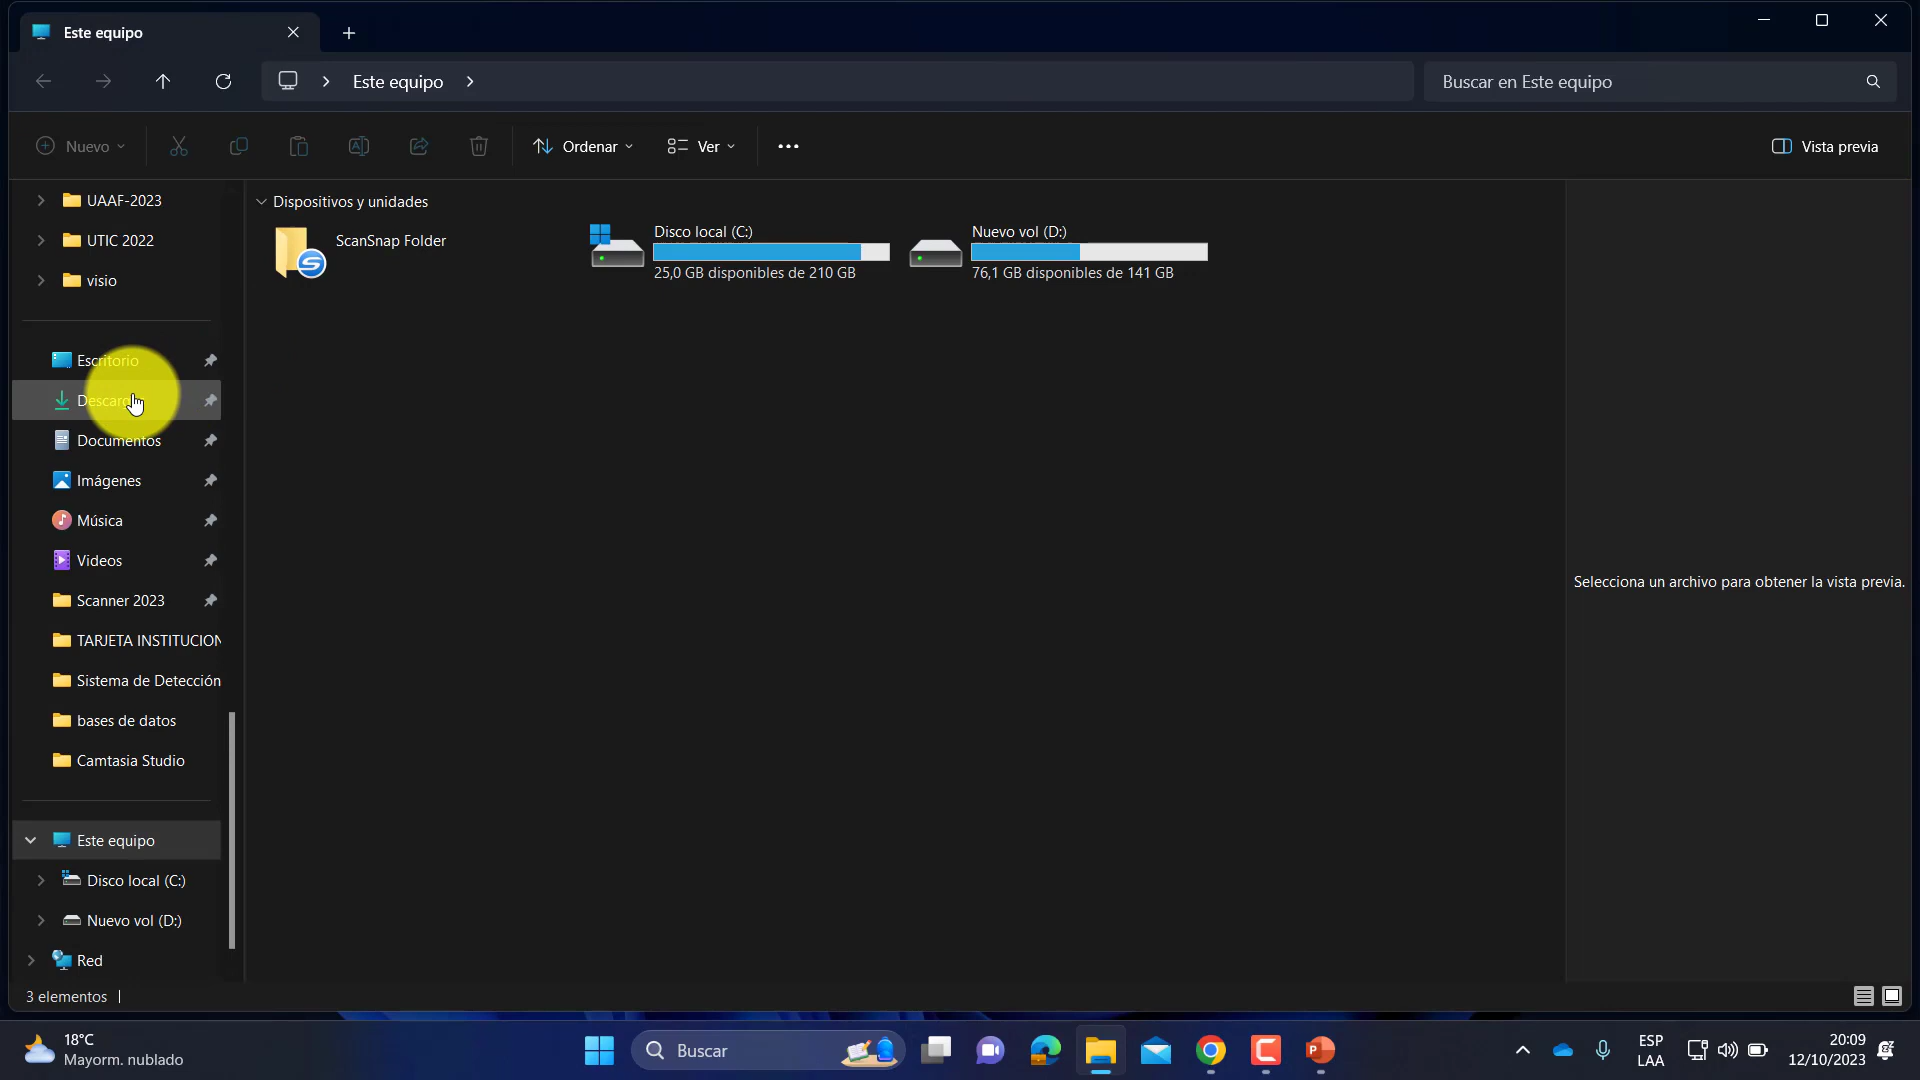 Este equipo
Este equipo
Buscar en Este equipo
Nuevo
Ordenar
Ver
Vista previa
UAAF-2023
UTIC 2022
visio
Escritorio
Descargas
Documentos
Imágenes
Música
Videos
Scanner 2023
TARJETA INSTITUCION
Sistema de Detección
bases de datos
Camtasia Studio
Este equipo
Disco local (C:)
Nuevo vol (D:)
Red
Dispositivos y unidades
ScanSnap Folder
Disco local (C:)
25,0 GB disponibles de 210 GB
Nuevo vol (D:)
76,1 GB disponibles de 141 GB
Selecciona un archivo para obtener la vista previa.
3 elementos
18°C
Mayorm. nublado
Buscar
ESP
LAA
20:09
12/10/2023